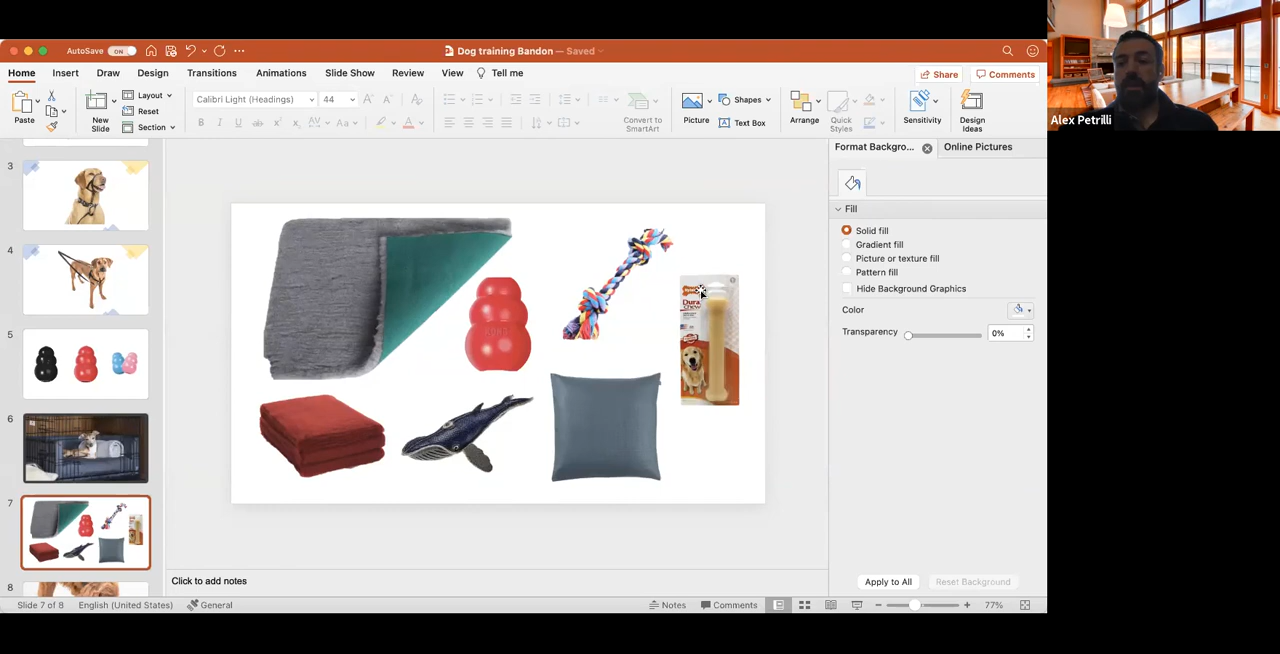 AutoSave ON
Dog training Bandon — Saved
Home Insert Draw Design Transitions Animations Slide Show Review View Tell me
Share Comments
Paste
New Slide
Layout
Reset
Section
Calibri Light (Headings) 44
Convert to SmartArt
Picture
Shapes
Text Box
Arrange
Quick Styles
Sensitivity
Design Ideas
Alex Petrilli
3
4
5
6
7
8
KONG
Dura Chew
Format Backgro... Online Pictures
Fill
Solid fill
Gradient fill
Picture or texture fill
Pattern fill
Hide Background Graphics
Color
Transparency 0%
Apply to All Reset Background
Click to add notes
Slide 7 of 8 English (United States) General Notes Comments 77%